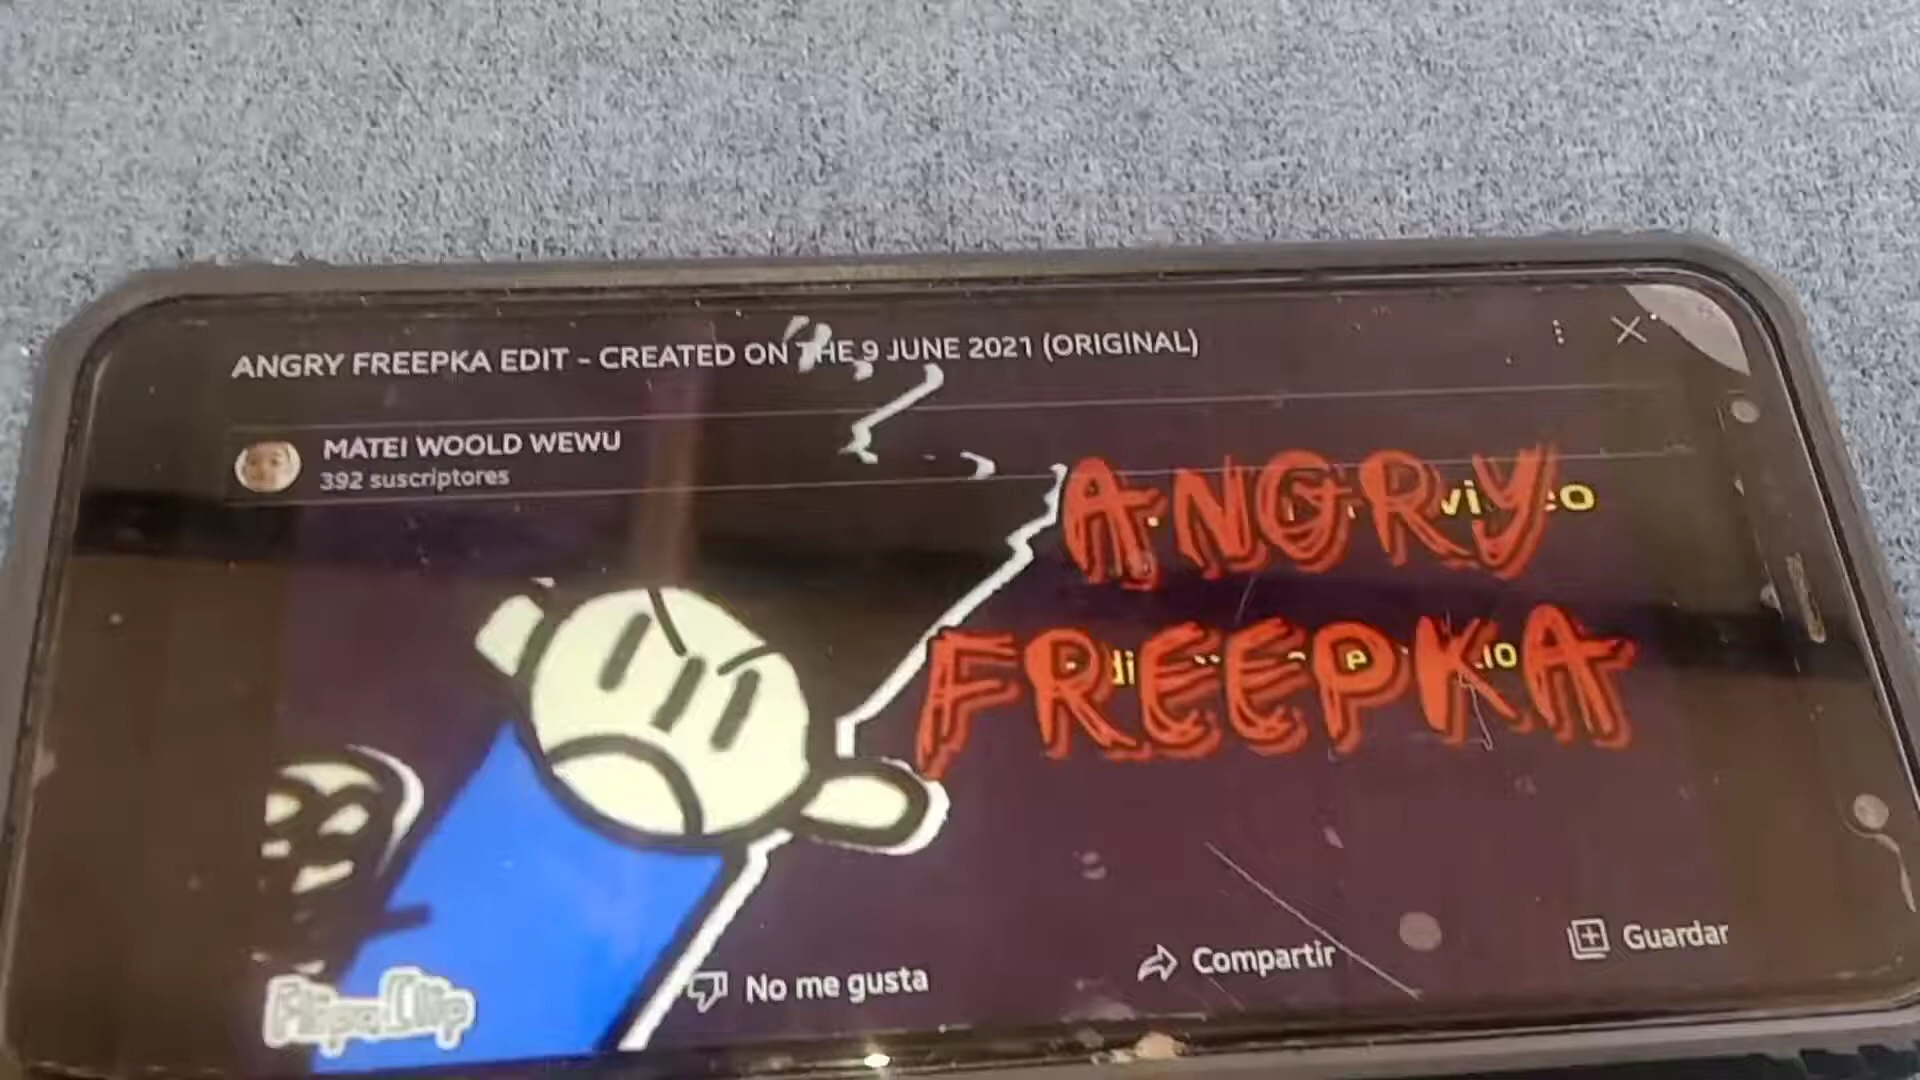 ANGRY FREEPKA EDIT - CREATED ON THE 9 JUNE 2021 (ORIGINAL)
MATEI WOOLD WEWU
392 suscriptores
ANGRY
FREEPKA
No me gusta
Compartir
Guardar
FlipaClip